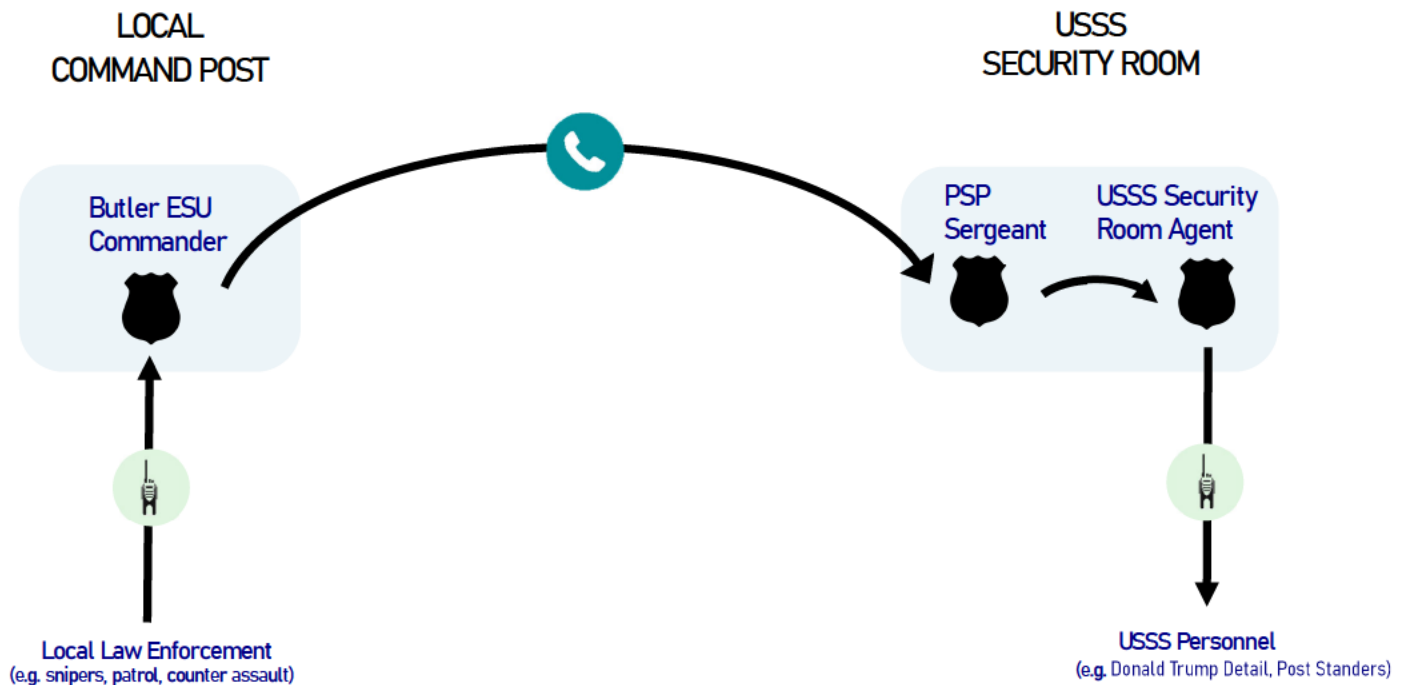 LOCAL
COMMAND POST
USSS
SECURITY ROOM
Butler ESU
Commander
PSP
Sergeant
USSS Security
Room Agent
Local Law Enforcement
(e.g. snipers, patrol, counter assault)
USSS Personnel
(e.g. Donald Trump Detail, Post Standers)